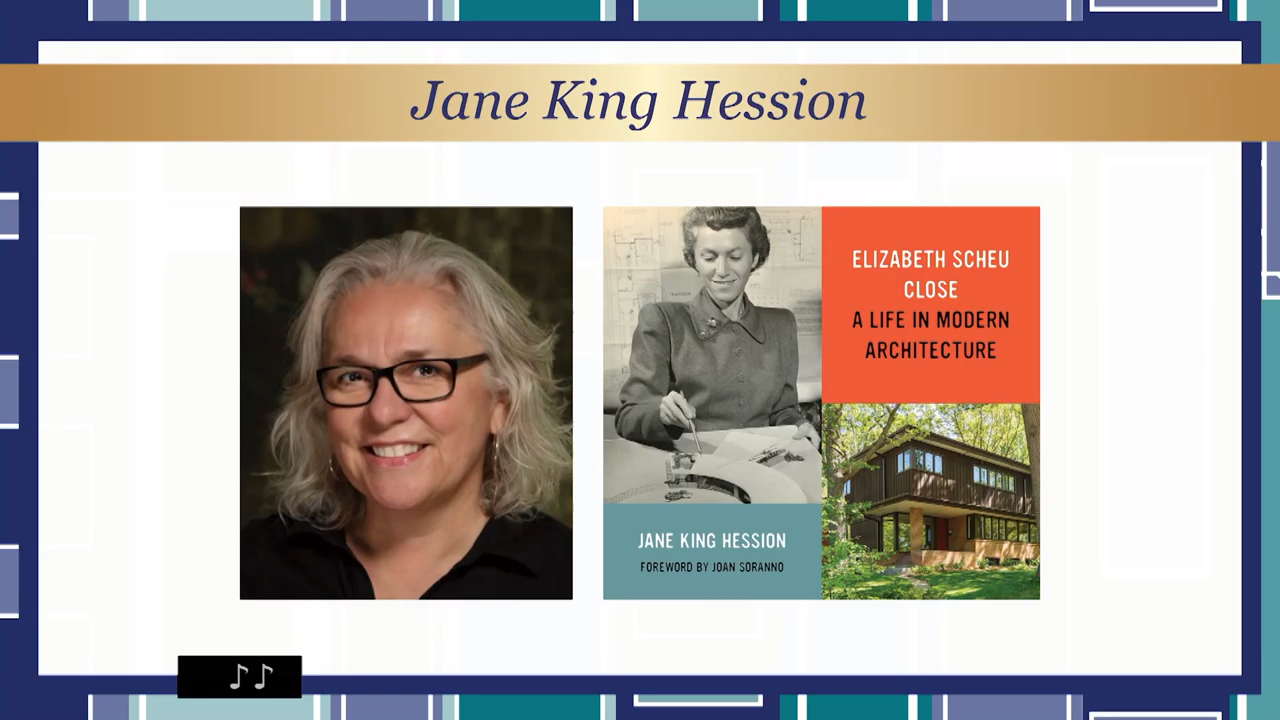 Jane King Hession
ELIZABETH SCHEU
CLOSE
A LIFE IN MODERN
ARCHITECTURE
JANE KING HESSION
FOREWORD BY JOAN SORANNO
♪♪